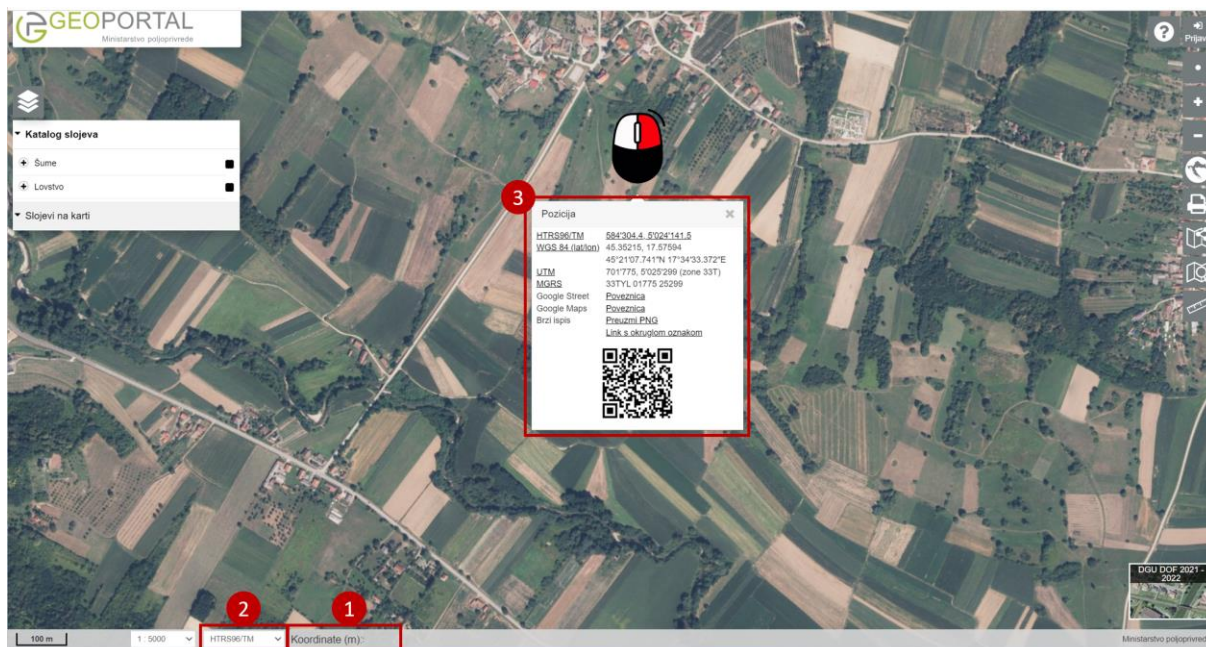 GEOPORTAL
Ministarstvo poljoprivrede
?
Prijava
Katalog slojeva
+ Šume
+ Lovstvo
Slojevi na karti
3
Pozicija
HTRS96/TM 584'304.4, 5'024'141.5
WGS 84 (lat/lon) 45.35215, 17.57594
45°21'07.741"N 17°34'33.372"E
UTM 701'775, 5'025'299 (zone 33T)
MGRS 33TYL 01775 25299
Google Street Poveznica
Google Maps Poveznica
Brzi ispis Preuzmi PNG
Link s okruglom oznakom
DGU DOF 2021 -
2022
2
1
100 m
1 : 5000
HTRS96/TM
Koordinate (m):
Ministarstvo poljoprivrede